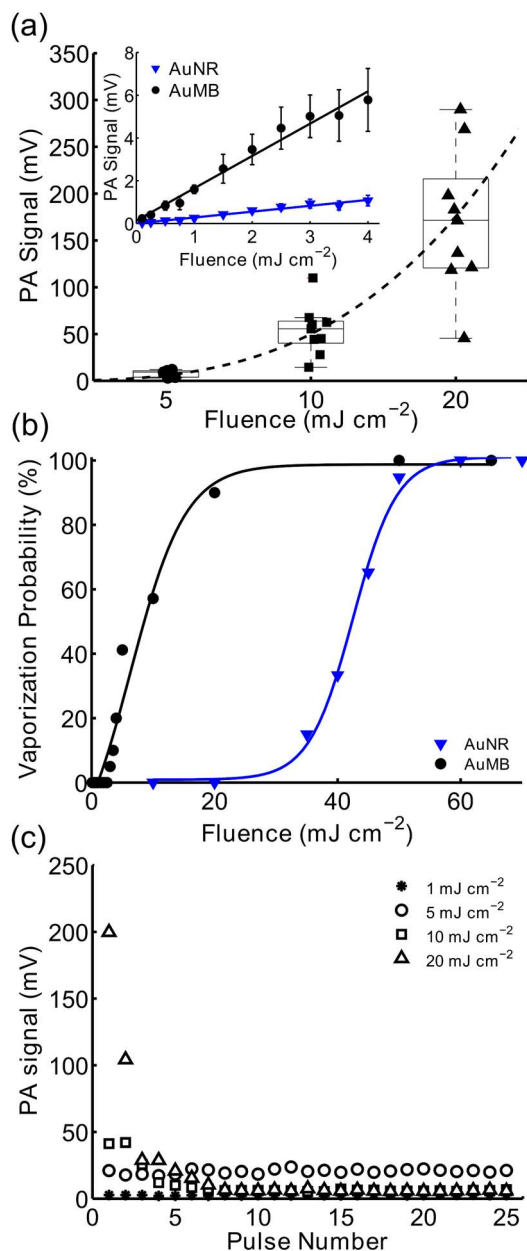 (a)
PA Signal (mV)
350
300
250
200
150
100
50
0
5
10
20
Fluence (mJ cm⁻²)
PA Signal (mV)
8
6
4
2
0
0
1
2
3
4
Fluence (mJ cm⁻²)
AuNR
AuMB
(b)
Vaporization Probability (%)
100
80
60
40
20
0
0
20
40
60
Fluence (mJ cm⁻²)
AuNR
AuMB
(c)
PA signal (mV)
250
200
150
100
50
0
0
5
10
15
20
25
Pulse Number
1 mJ cm⁻²
5 mJ cm⁻²
10 mJ cm⁻²
20 mJ cm⁻²